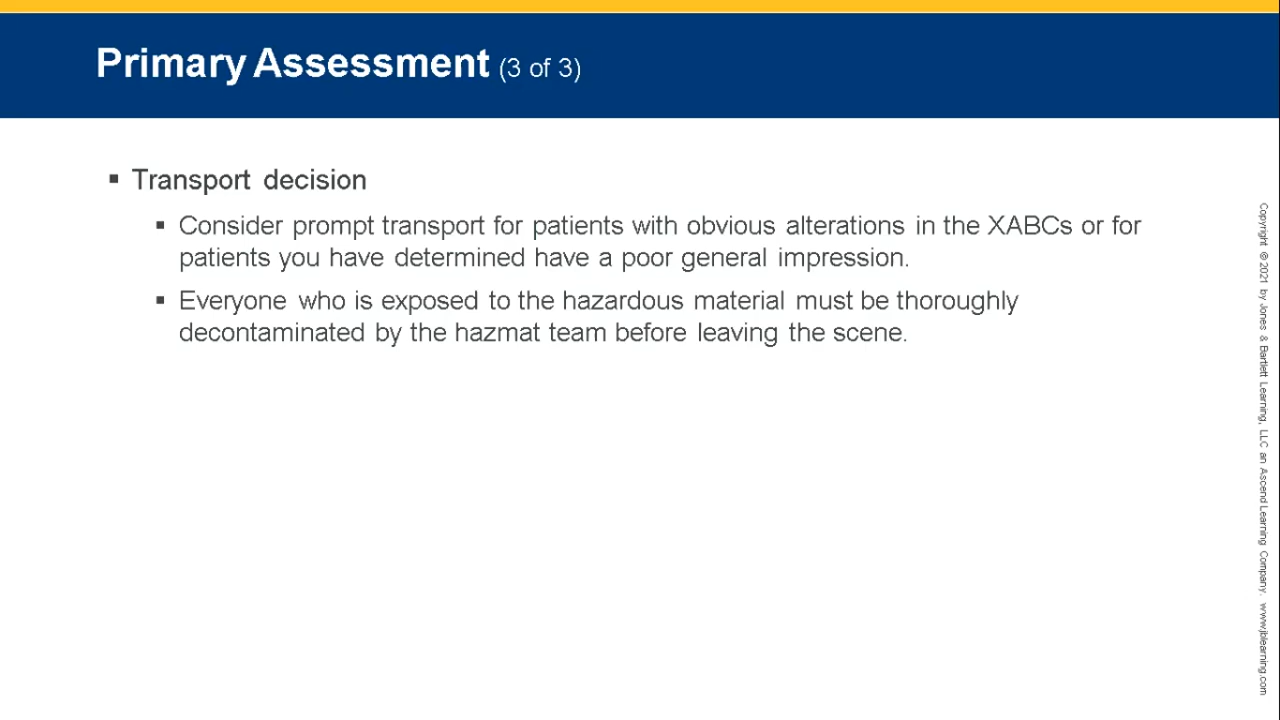 Primary Assessment (3 of 3)
▪ Transport decision
▪ Consider prompt transport for patients with obvious alterations in the XABCs or for
patients you have determined have a poor general impression.
▪ Everyone who is exposed to the hazardous material must be thoroughly
decontaminated by the hazmat team before leaving the scene.
Copyright © 2021 by Jones & Bartlett Learning, LLC an Ascend Learning Company. www.jblearning.com